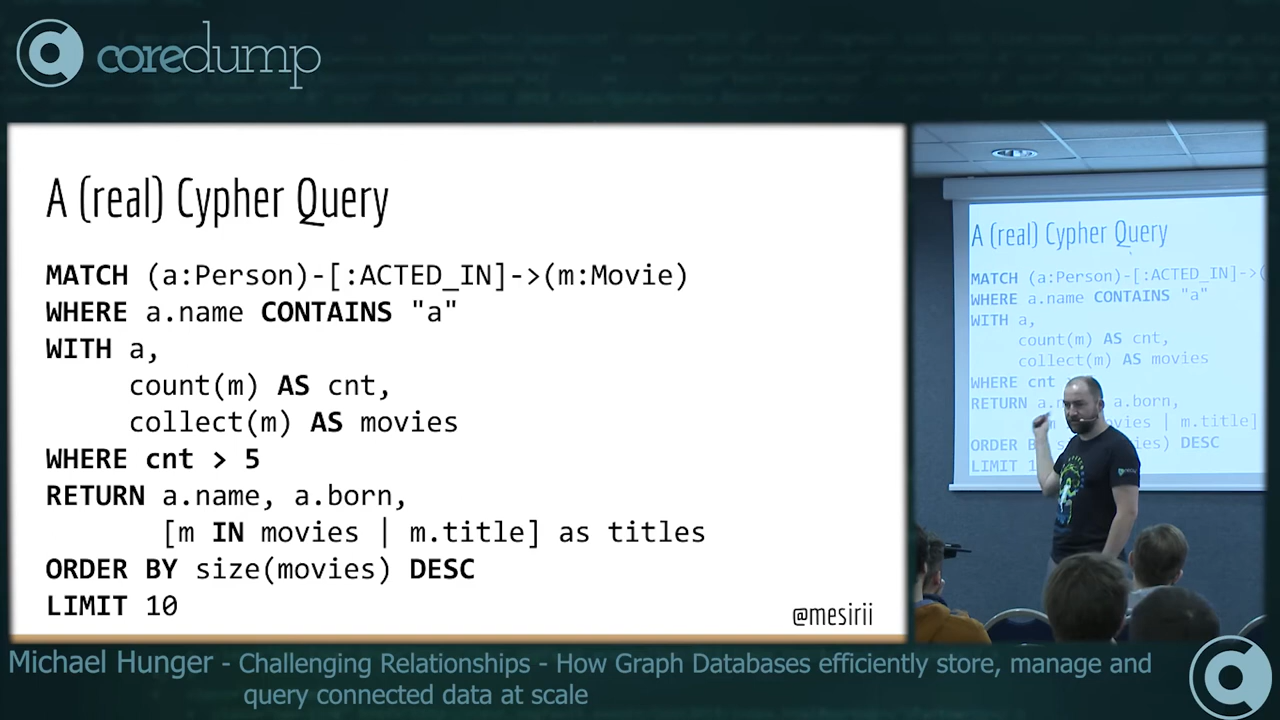 coredump
A (real) Cypher Query
MATCH (a:Person)-[:ACTED_IN]->(m:Movie)
WHERE a.name CONTAINS "a"
WITH a,
count(m) AS cnt,
collect(m) AS movies
WHERE cnt > 5
RETURN a.name, a.born,
[m IN movies | m.title] as titles
ORDER BY size(movies) DESC
LIMIT 10
@mesirii
A (real) Cypher Query
MATCH (a:Person)-[:ACTED_IN]->(
WHERE a.name CONTAINS "a"
WITH a,
count(m) AS cnt,
collect(m) AS movies
WHERE cnt
RETURN a.born,
| m.title]
ORDER DESC
LIMIT
Michael Hunger - Challenging Relationships - How Graph Databases efficiently store, manage and
query connected data at scale